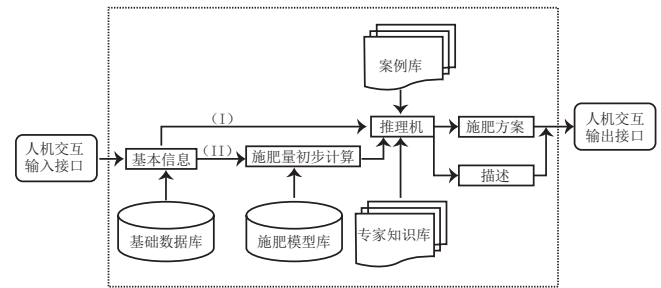 案例库
(I)
人机交互
输入接口
基本信息
(II)
施肥量初步计算
推理机
施肥方案
人机交互
输出接口
描述
基础数据库
施肥模型库
专家知识库